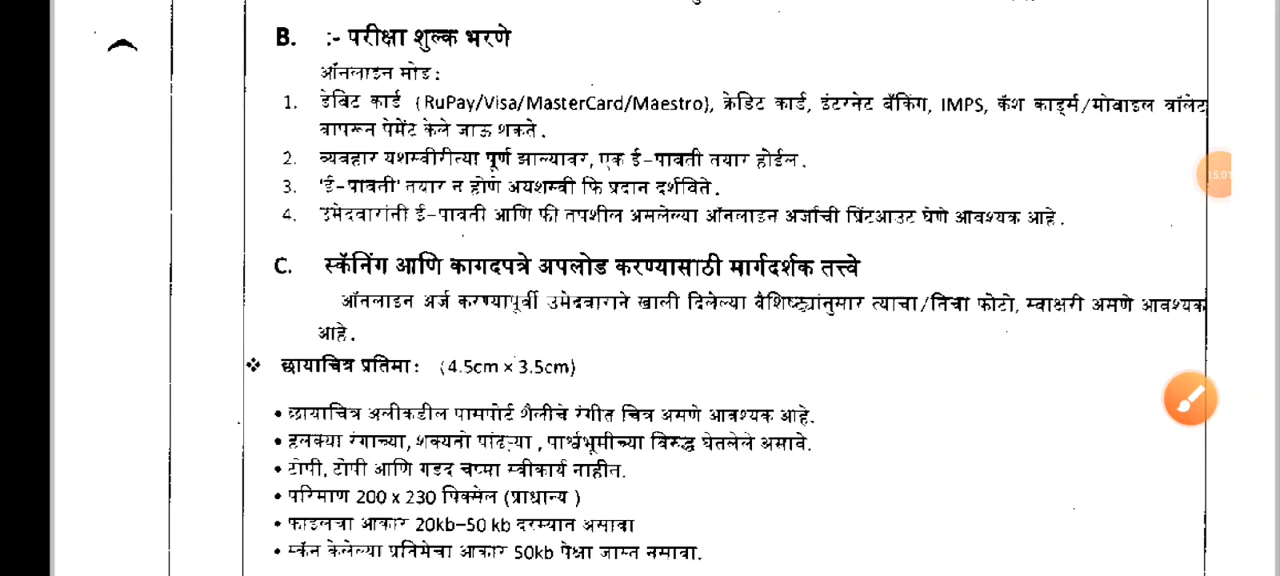 B. :- परीक्षा शुल्क भरणे
ऑनलाइन मोड:
1. डेबिट कार्ड (RuPay/Visa/MasterCard/Maestro), क्रेडिट कार्ड, इंटरनेट बँकिंग, IMPS, कॅश कार्ड्स/मोबाइल वॉलेट
वापरून पेमेंट केले जाऊ शकते.
2. व्यवहार यशस्वीरीत्या पूर्ण झाल्यावर, एक ई-पावती तयार होईल.
3. 'ई-पावती' तयार न होणे अयशस्वी फि प्रदान दर्शविते.
4. उमेदवारांनी ई-पावती आणि फी तपशील असलेल्या ऑनलाइन अर्जाची प्रिंटआउट घेणे आवश्यक आहे.
C. स्कॅनिंग आणि कागदपत्रे अपलोड करण्यासाठी मार्गदर्शक तत्त्वे
ऑनलाइन अर्ज करण्यापूर्वी उमेदवाराने खाली दिलेल्या वैशिष्ट्यांनुसार त्याचा/तिचा फोटो, स्वाक्षरी असणे आवश्यक
आहे.
❖ छायाचित्र प्रतिमा: (4.5cm × 3.5cm)
• छायाचित्र अलीकडील पासपोर्ट शैलीचे रंगीत चित्र असणे आवश्यक आहे.
• हलक्या रंगाच्या, शक्यतो पांढऱ्या, पार्श्वभूमीच्या विरुद्ध घेतलेले असावे.
• टोपी, टोपी आणि गडद चष्मा स्वीकार्य नाहीत.
• परिमाण 200 x 230 पिक्सेल (प्राधान्य)
• फाइलचा आकार 20kb–50 kb दरम्यान असावा
• स्कॅन केलेल्या प्रतिमेचा आकार 50kb पेक्षा जास्त नसावा.
15:01